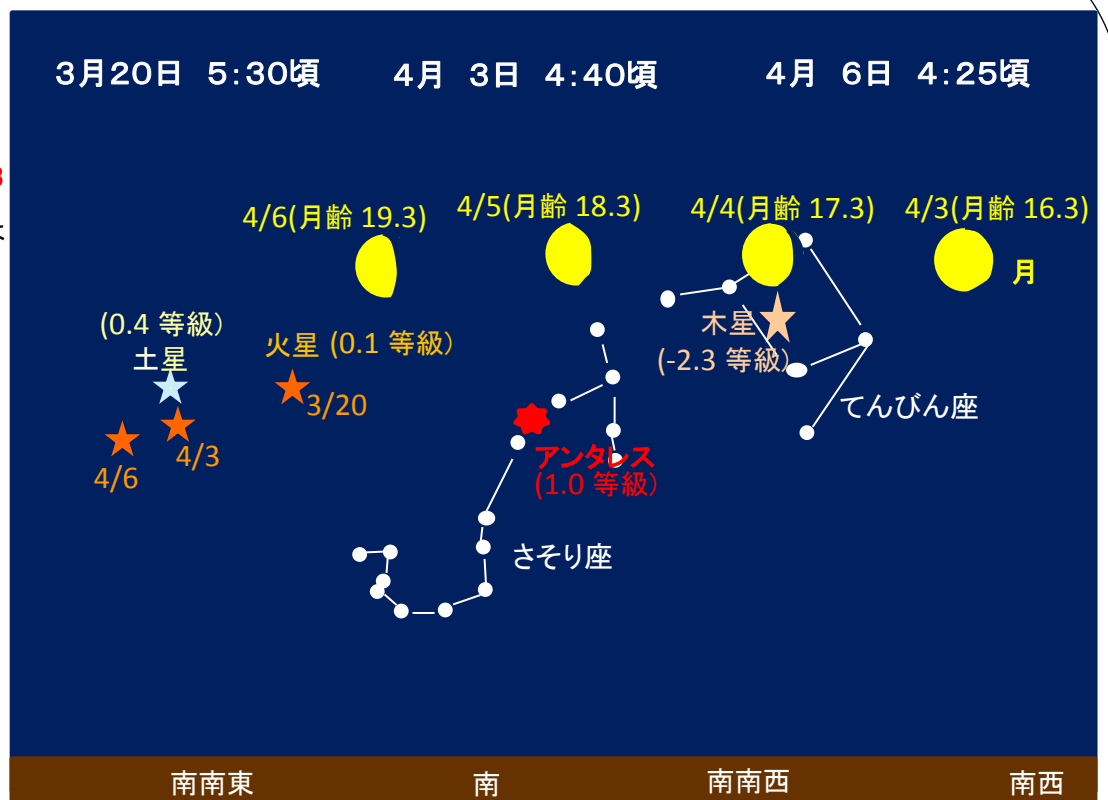 3月20日 5:30頃
4月 3日 4:40頃
4月 6日 4:25頃
4/6(月齢 19.3)
4/5(月齢 18.3)
4/4(月齢 17.3)
4/3(月齢 16.3)
月
(0.4 等級)
土星
火星 (0.1 等級)
3/20
4/3
4/6
木星
(-2.3 等級)
てんびん座
アンタレス
(1.0 等級)
さそり座
南南東
南
南南西
南西